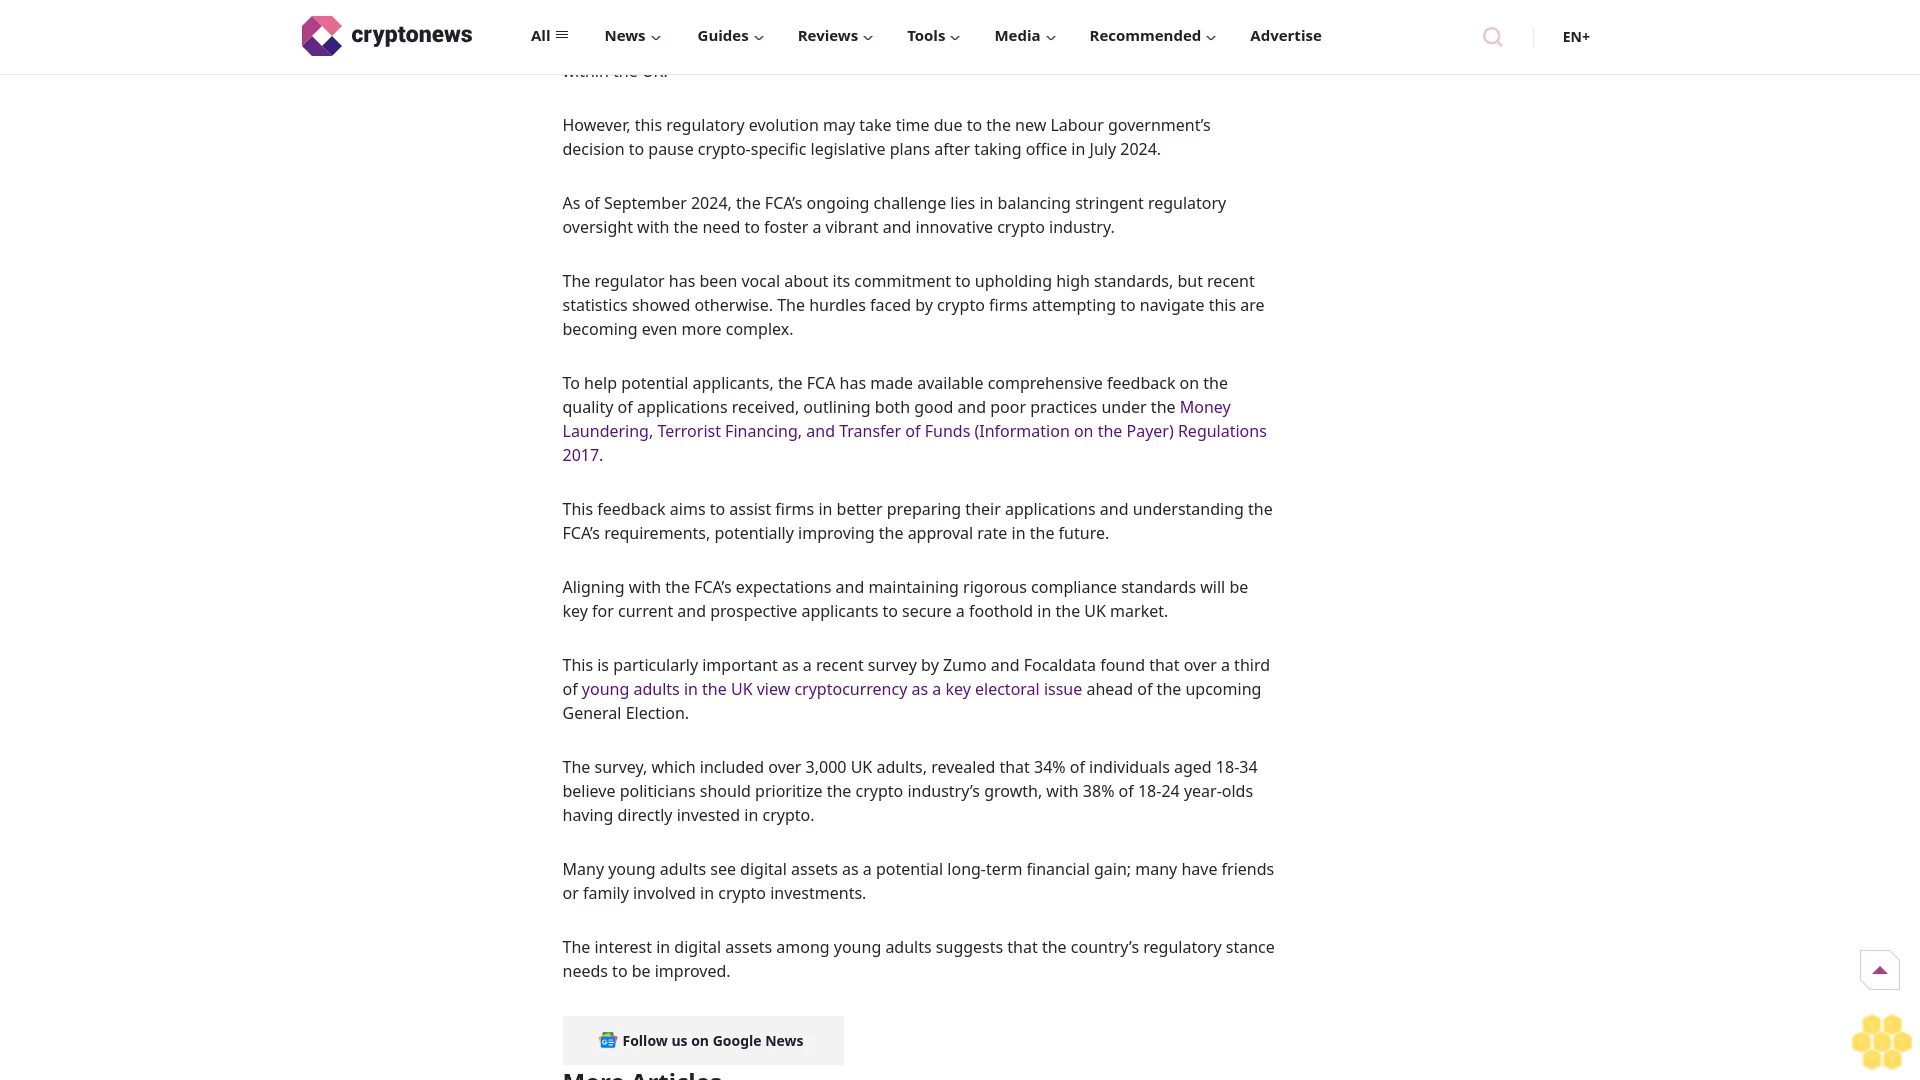 cryptonews
All
News
Guides
Reviews
Tools
Media
Recommended
Advertise
EN+
within the UK.
However, this regulatory evolution may take time due to the new Labour government’s
decision to pause crypto-specific legislative plans after taking office in July 2024.
As of September 2024, the FCA’s ongoing challenge lies in balancing stringent regulatory
oversight with the need to foster a vibrant and innovative crypto industry.
The regulator has been vocal about its commitment to upholding high standards, but recent
statistics showed otherwise. The hurdles faced by crypto firms attempting to navigate this are
becoming even more complex.
To help potential applicants, the FCA has made available comprehensive feedback on the
quality of applications received, outlining both good and poor practices under the Money
Laundering, Terrorist Financing, and Transfer of Funds (Information on the Payer) Regulations
2017.
This feedback aims to assist firms in better preparing their applications and understanding the
FCA’s requirements, potentially improving the approval rate in the future.
Aligning with the FCA’s expectations and maintaining rigorous compliance standards will be
key for current and prospective applicants to secure a foothold in the UK market.
This is particularly important as a recent survey by Zumo and Focaldata found that over a third
of young adults in the UK view cryptocurrency as a key electoral issue ahead of the upcoming
General Election.
The survey, which included over 3,000 UK adults, revealed that 34% of individuals aged 18-34
believe politicians should prioritize the crypto industry’s growth, with 38% of 18-24 year-olds
having directly invested in crypto.
Many young adults see digital assets as a potential long-term financial gain; many have friends
or family involved in crypto investments.
The interest in digital assets among young adults suggests that the country’s regulatory stance
needs to be improved.
Follow us on Google News
More Articles